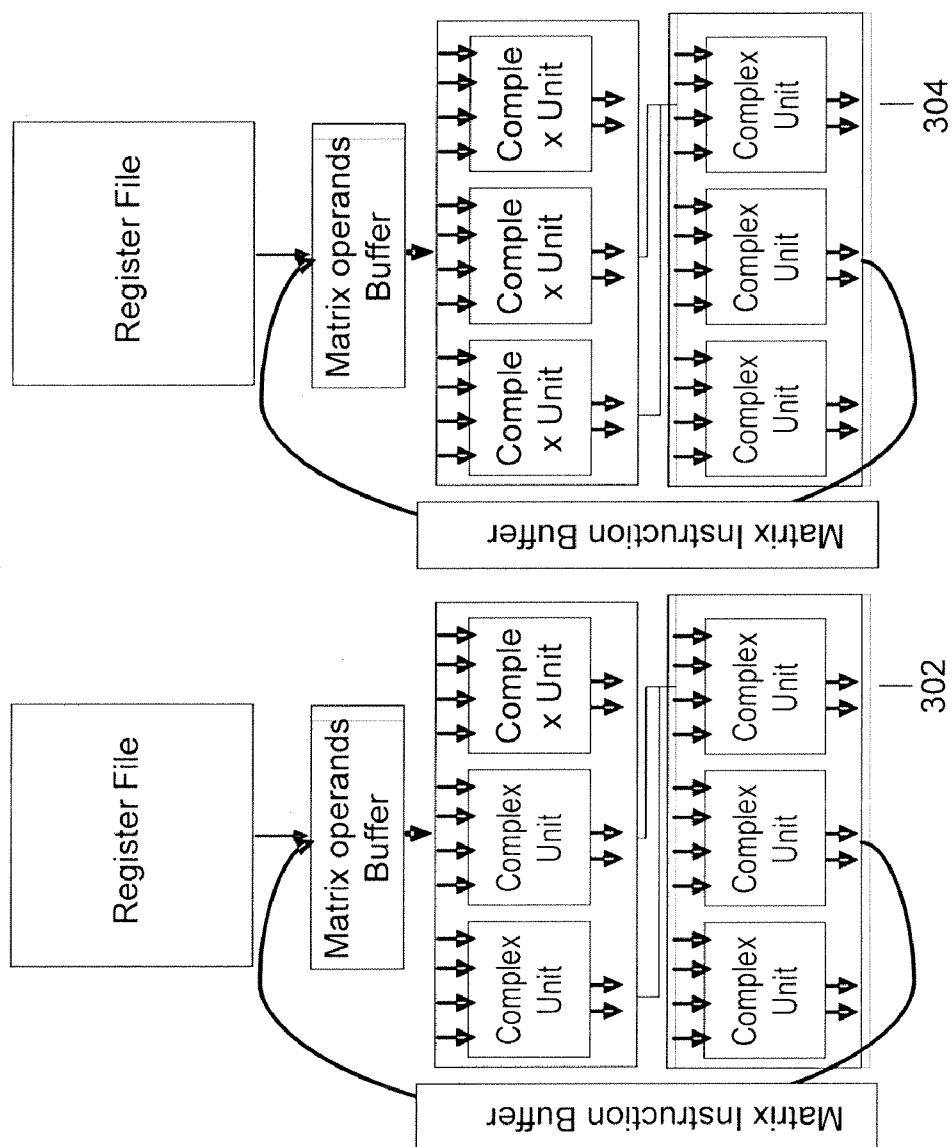 Register File
Matrix operands
Buffer
Matrix Instruction Buffer
Complex
Unit
Complex
Unit
Comple
x Unit
Complex
Unit
Complex
Unit
Complex
Unit
302
Register File
Matrix operands
Buffer
Matrix Instruction Buffer
Comple
x Unit
Comple
x Unit
Comple
x Unit
Complex
Unit
Complex
Unit
Complex
Unit
304